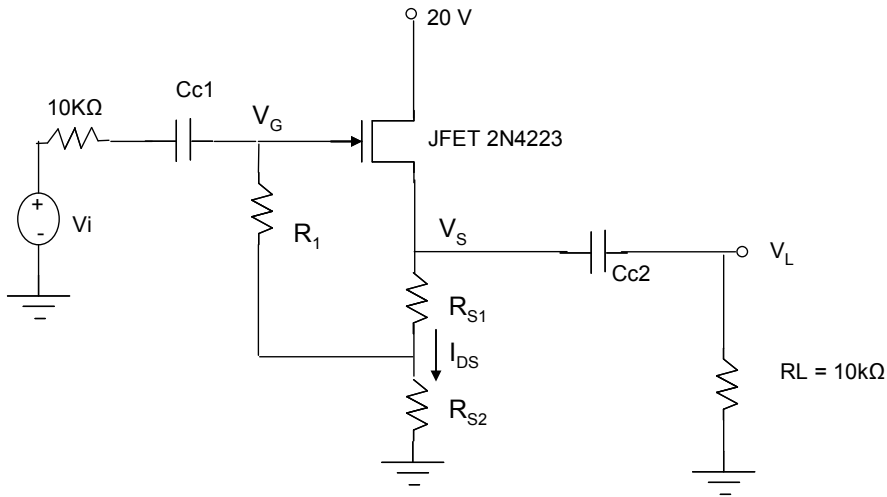 20 V
Cc1
10KΩ
V_G
JFET 2N4223
+
-
Vi
R_1
V_S
V_L
Cc2
R_S1
I_DS
RL = 10kΩ
R_S2